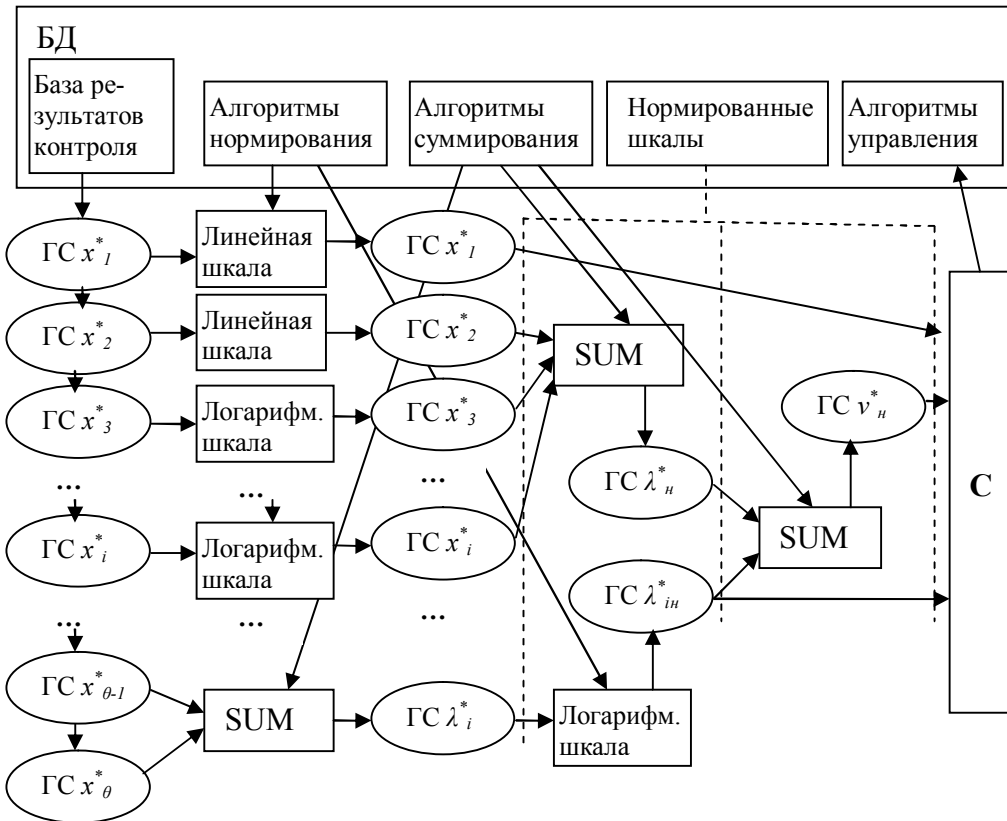 БД
База ре-
зультатов
контроля
Алгоритмы
нормирования
Алгоритмы
суммирования
Нормированные
шкалы
Алгоритмы
управления
ГС x*1
Линейная
шкала
ГС x*1
ГС x*2
Линейная
шкала
ГС x*2
SUM
ГС x*3
Логарифм.
шкала
ГС x*3
ГС v*н
...
...
...
ГС λ*н
С
ГС x*i
Логарифм.
шкала
ГС x*i
SUM
ГС λ*iн
...
...
...
ГС x*θ-1
SUM
ГС λ*i
Логарифм.
шкала
ГС x*θ